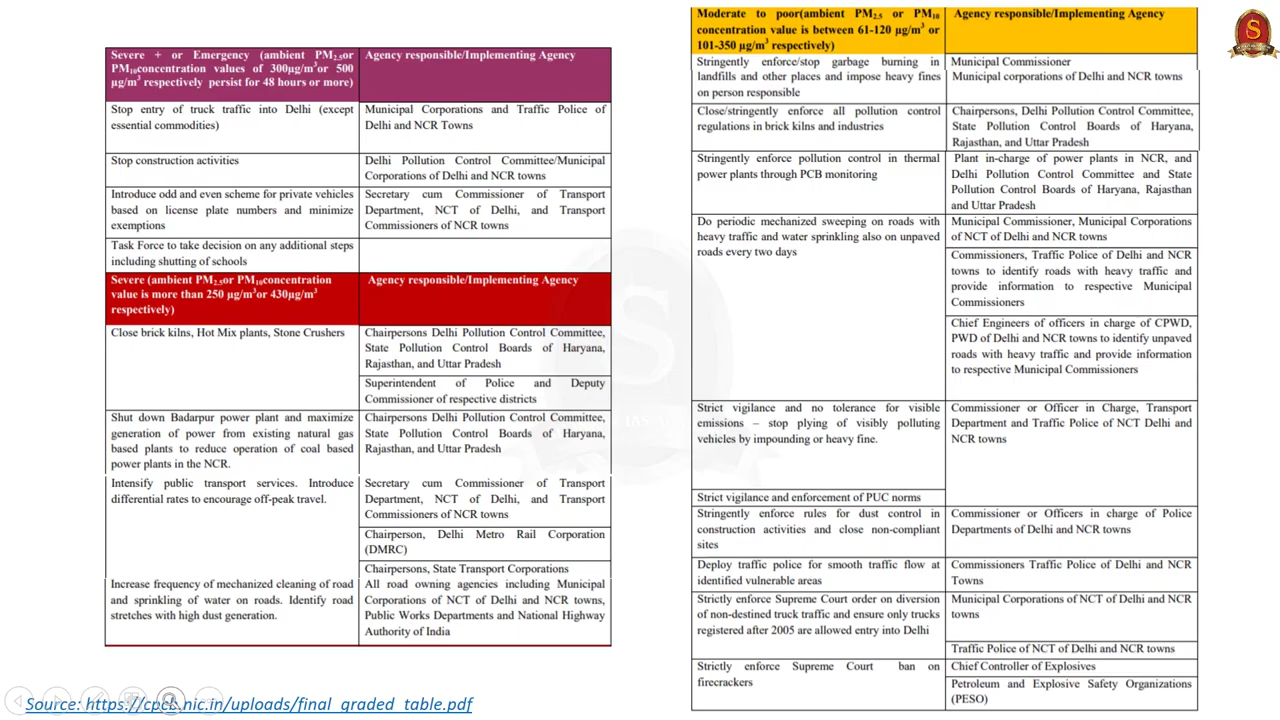 Severe + or Emergency (ambient PM2.5or
PM10concentration values of 300µg/m3or 500
µg/m3 respectively persist for 48 hours or more)
Agency responsible/Implementing Agency
Stop entry of truck traffic into Delhi (except
essential commodities)
Municipal Corporations and Traffic Police of
Delhi and NCR Towns
Stop construction activities
Delhi Pollution Control Committee/Municipal
Corporations of Delhi and NCR towns
Introduce odd and even scheme for private vehicles
based on license plate numbers and minimize
exemptions
Secretary cum Commissioner of Transport
Department, NCT of Delhi, and Transport
Commissioners of NCR towns
Task Force to take decision on any additional steps
including shutting of schools
Severe (ambient PM2.5or PM10concentration
value is more than 250 µg/m3or 430µg/m3
respectively)
Agency responsible/Implementing Agency
Close brick kilns, Hot Mix plants, Stone Crushers
Chairpersons Delhi Pollution Control Committee,
State Pollution Control Boards of Haryana,
Rajasthan, and Uttar Pradesh
Superintendent of Police and Deputy
Commissioner of respective districts
Shut down Badarpur power plant and maximize
generation of power from existing natural gas
based plants to reduce operation of coal based
power plants in the NCR.
Chairpersons Delhi Pollution Control Committee,
State Pollution Control Boards of Haryana,
Rajasthan, and Uttar Pradesh
Intensify public transport services. Introduce
differential rates to encourage off-peak travel.
Secretary cum Commissioner of Transport
Department, NCT of Delhi, and Transport
Commissioners of NCR towns
Chairperson, Delhi Metro Rail Corporation
(DMRC)
Chairpersons, State Transport Corporations
Increase frequency of mechanized cleaning of road
and sprinkling of water on roads. Identify road
stretches with high dust generation.
All road owning agencies including Municipal
Corporations of NCT of Delhi and NCR towns,
Public Works Departments and National Highway
Authority of India
Source: https://cpcb.nic.in/uploads/final_graded_table.pdf
Moderate to poor(ambient PM2.5 or PM10
concentration value is between 61-120 µg/m3 or
101-350 µg/m3 respectively)
Agency responsible/Implementing Agency
Stringently enforce/stop garbage burning in
landfills and other places and impose heavy fines
on person responsible
Municipal Commissioner
Municipal corporations of Delhi and NCR towns
Close/stringently enforce all pollution control
regulations in brick kilns and industries
Chairpersons, Delhi Pollution Control Committee,
State Pollution Control Boards of Haryana,
Rajasthan, and Uttar Pradesh
Stringently enforce pollution control in thermal
power plants through PCB monitoring
Plant in-charge of power plants in NCR, and
Delhi Pollution Control Committee and State
Pollution Control Boards of Haryana, Rajasthan
and Uttar Pradesh
Do periodic mechanized sweeping on roads with
heavy traffic and water sprinkling also on unpaved
roads every two days
Municipal Commissioner, Municipal Corporations
of NCT of Delhi and NCR towns
Commissioners, Traffic Police of Delhi and NCR
towns to identify roads with heavy traffic and
provide information to respective Municipal
Commissioners
Chief Engineers of officers in charge of CPWD,
PWD of Delhi and NCR towns to identify unpaved
roads with heavy traffic and provide information
to respective Municipal Commissioners
Strict vigilance and no tolerance for visible
emissions – stop plying of visibly polluting
vehicles by impounding or heavy fine.
Commissioner or Officer in Charge, Transport
Department and Traffic Police of NCT Delhi and
NCR towns
Strict vigilance and enforcement of PUC norms
Stringently enforce rules for dust control in
construction activities and close non-compliant
sites
Commissioner or Officers in charge of Police
Departments of Delhi and NCR towns
Deploy traffic police for smooth traffic flow at
identified vulnerable areas
Commissioners Traffic Police of Delhi and NCR
Towns
Strictly enforce Supreme Court order on diversion
of non-destined truck traffic and ensure only trucks
registered after 2005 are allowed entry into Delhi
Municipal Corporations of NCT of Delhi and NCR
towns
Traffic Police of NCT of Delhi and NCR towns
Strictly enforce Supreme Court ban on
firecrackers
Chief Controller of Explosives
Petroleum and Explosive Safety Organizations
(PESO)
S